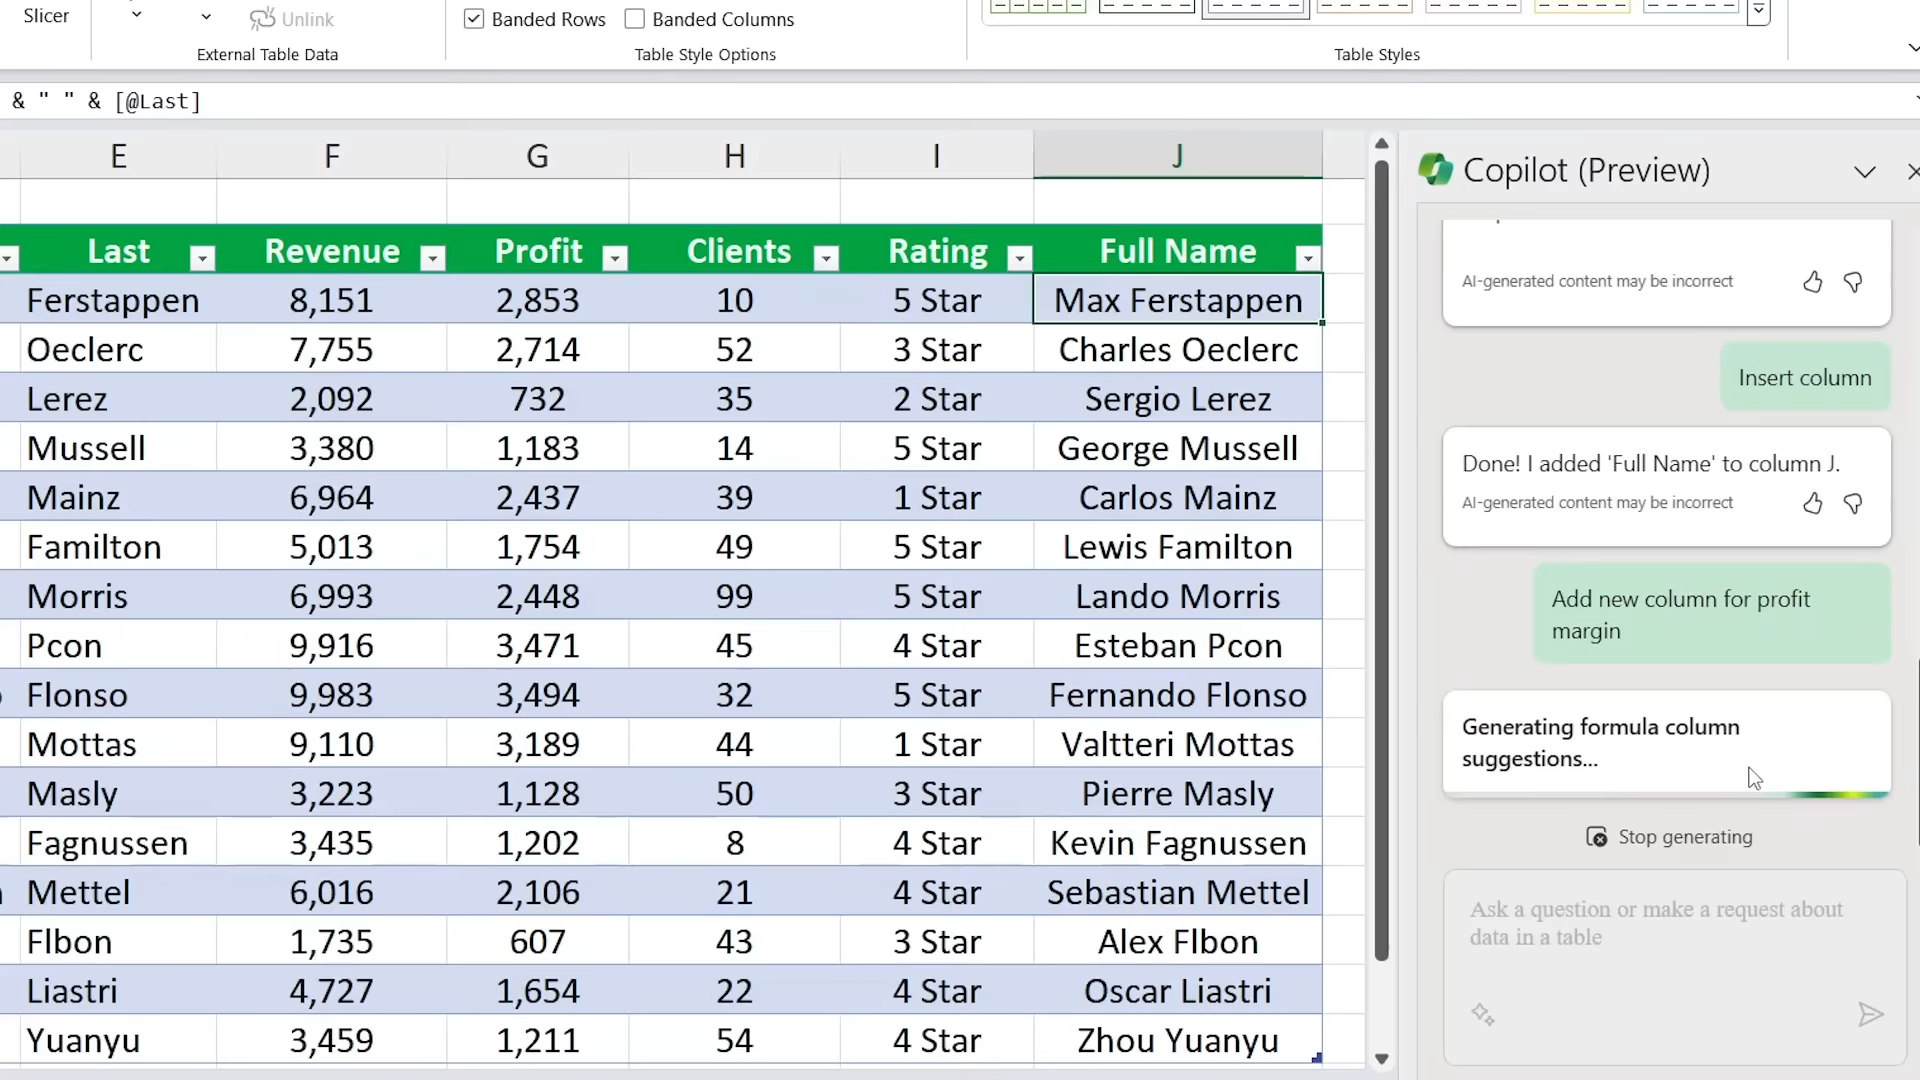 Slicer
Unlink
External Table Data
Banded Rows
Banded Columns
Table Style Options
Table Styles
& " " & [@Last]
E F G H I J
Last Revenue Profit Clients Rating Full Name
Ferstappen 8,151 2,853 10 5 Star Max Ferstappen
Oeclerc 7,755 2,714 52 3 Star Charles Oeclerc
Lerez 2,092 732 35 2 Star Sergio Lerez
Mussell 3,380 1,183 14 5 Star George Mussell
Mainz 6,964 2,437 39 1 Star Carlos Mainz
Familton 5,013 1,754 49 5 Star Lewis Familton
Morris 6,993 2,448 99 5 Star Lando Morris
Pcon 9,916 3,471 45 4 Star Esteban Pcon
Flonso 9,983 3,494 32 5 Star Fernando Flonso
Mottas 9,110 3,189 44 1 Star Valtteri Mottas
Masly 3,223 1,128 50 3 Star Pierre Masly
Fagnussen 3,435 1,202 8 4 Star Kevin Fagnussen
Mettel 6,016 2,106 21 4 Star Sebastian Mettel
Flbon 1,735 607 43 3 Star Alex Flbon
Liastri 4,727 1,654 22 4 Star Oscar Liastri
Yuanyu 3,459 1,211 54 4 Star Zhou Yuanyu
Copilot (Preview)
AI-generated content may be incorrect
Insert column
Done! I added 'Full Name' to column J.
AI-generated content may be incorrect
Add new column for profit
margin
Generating formula column
suggestions...
Stop generating
Ask a question or make a request about
data in a table